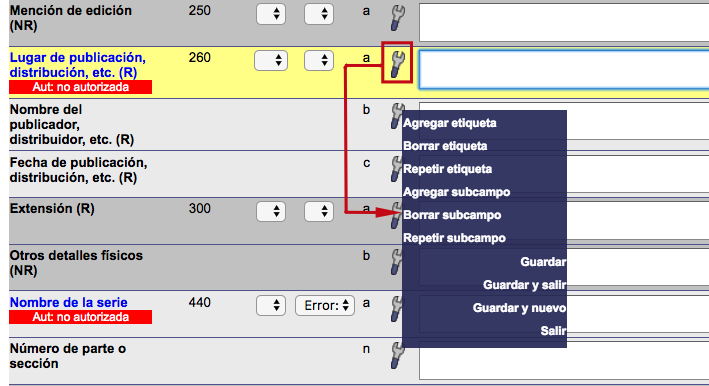 Mención de edición 250 a
(NR)
Lugar de publicación, 260 a
distribución, etc. (R)
Aut: no autorizada
Nombre del b
publicador,
distribuidor, etc. (R)
Fecha de publicación, c
distribución, etc. (R)
Extensión (R) 300 a
Otros detalles físicos b
(NR)
Nombre de la serie 440 Error: a
Aut: no autorizada
Número de parte o n
sección
Agregar etiqueta
Borrar etiqueta
Repetir etiqueta
Agregar subcampo
Borrar subcampo
Repetir subcampo
Guardar
Guardar y salir
Guardar y nuevo
Salir